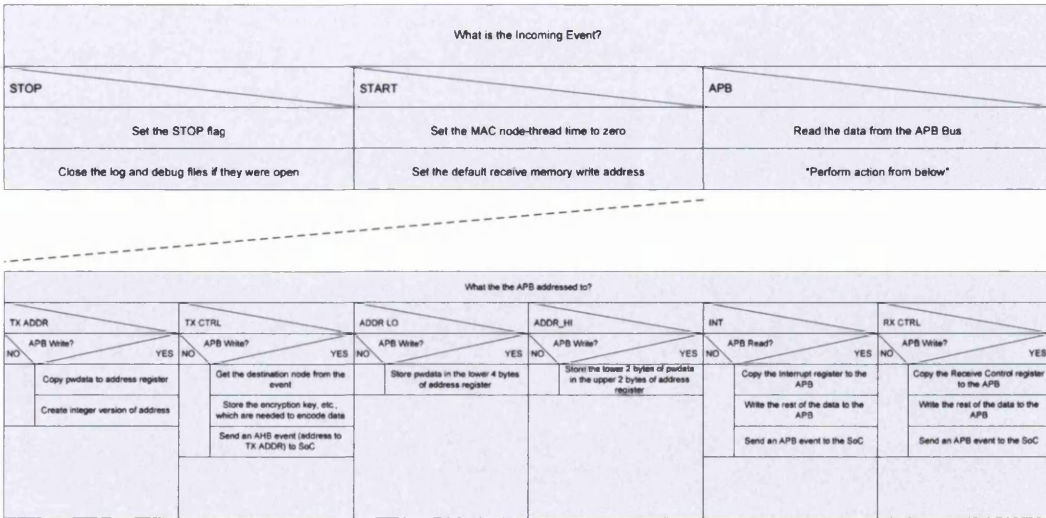 What is the Incoming Event?
STOP
START
APB
Set the STOP flag
Set the MAC node-thread time to zero
Read the data from the APB Bus
Close the log and debug files if they were open
Set the default receive memory write address
"Perform action from below"
What the the APB addressed to?
TX ADDR
TX CTRL
ADDR LO
ADDR_HI
INT
RX CTRL
APB Write?
NO
YES
APB Write?
NO
YES
APB Write?
NO
YES
APB Write?
NO
YES
APB Read?
NO
YES
APB Write?
NO
YES
Copy pwdata to address register
Create integer version of address
Get the destination node from the
event
Store the encryption key, etc.,
which are needed to encode data
Send an AHB event (address to
TX ADDR) to SoC
Store pwdata in the lower 4 bytes
of address register
Store the lower 2 bytes of pwdata
in the upper 2 bytes of address
register
Copy the Interrupt register to the
APB
Write the rest of the data to the
APB
Send an APB event to the SoC
Copy the Receive Control register
to the APB
Write the rest of the data to the
APB
Send an APB event to the SoC